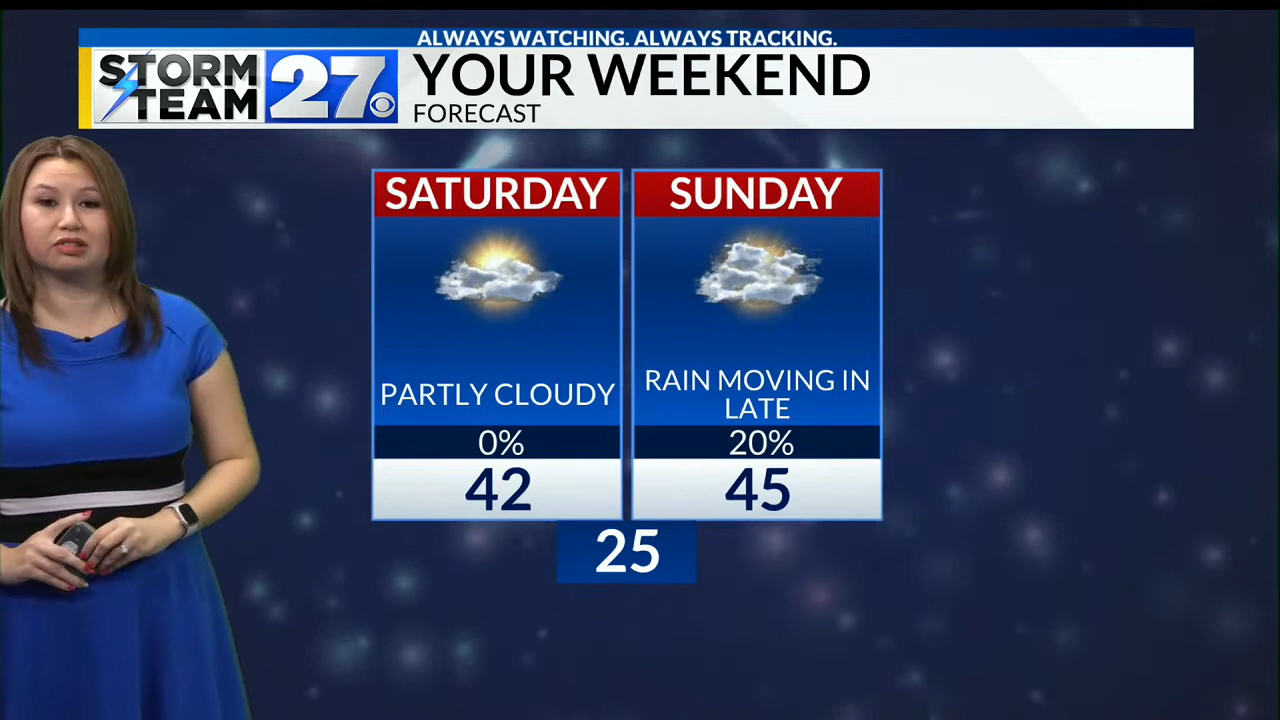 ALWAYS WATCHING. ALWAYS TRACKING.
STORM
TEAM
27
YOUR WEEKEND
FORECAST
SATURDAY
PARTLY CLOUDY
0%
42
SUNDAY
RAIN MOVING IN
LATE
20%
45
25